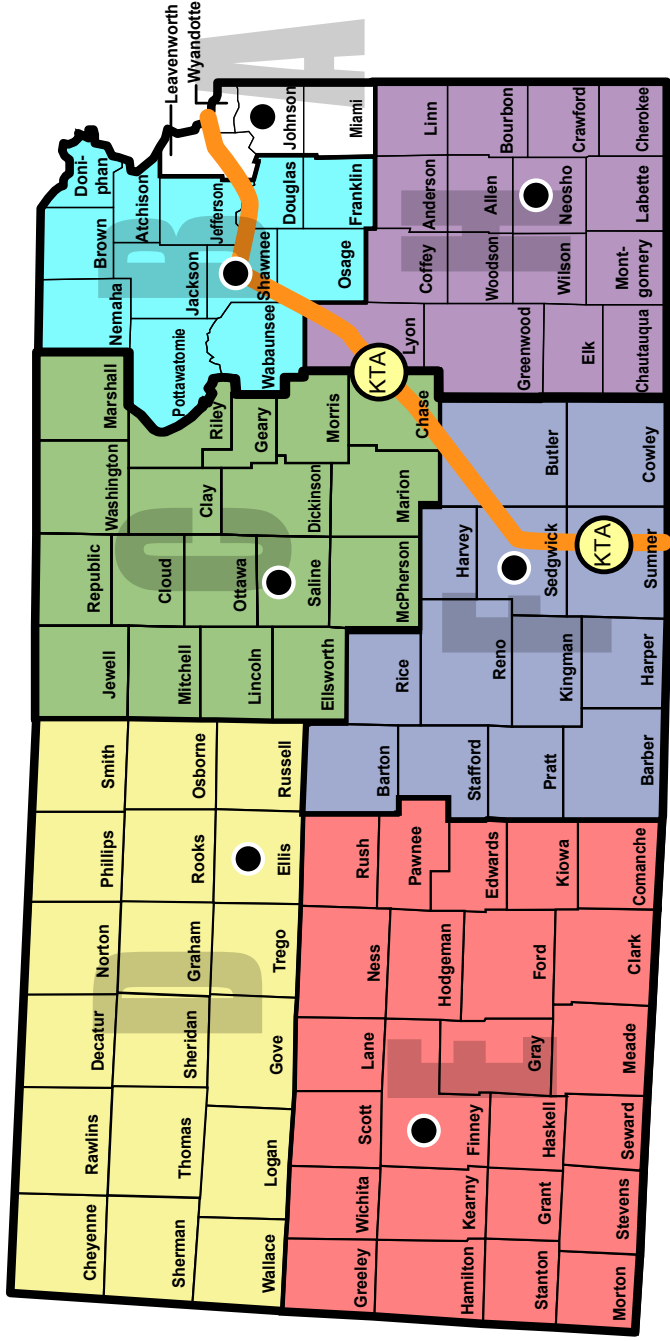 D
Cheyenne
Rawlins
Decatur
Norton
Phillips
Smith
Sherman
Thomas
Sheridan
Graham
Rooks
Osborne
Wallace
Logan
Gove
Trego
Ellis
Russell
C
Jewell
Republic
Washington
Marshall
Mitchell
Cloud
Clay
Riley
Lincoln
Ottawa
Ellsworth
Saline
Dickinson
Geary
Morris
McPherson
Marion
Chase
B
Nemaha
Brown
Doni-
phan
Atchison
Pottawatomie
Jackson
Jefferson
Wabaunsee
Shawnee
Douglas
Osage
Franklin
A
Leavenworth
Wyandotte
Johnson
Miami
E
Greeley
Wichita
Scott
Lane
Ness
Rush
Pawnee
Hamilton
Kearny
Finney
Hodgeman
Edwards
Stanton
Grant
Haskell
Gray
Ford
Kiowa
Morton
Stevens
Seward
Meade
Clark
Comanche
F
Barton
Rice
Stafford
Reno
Harvey
Butler
Pratt
Kingman
Sedgwick
Barber
Harper
Sumner
Cowley
KTA
KTA
H
Lyon
Coffey
Anderson
Linn
Greenwood
Woodson
Allen
Bourbon
Elk
Wilson
Neosho
Crawford
Chautauqua
Mont-
gomery
Labette
Cherokee